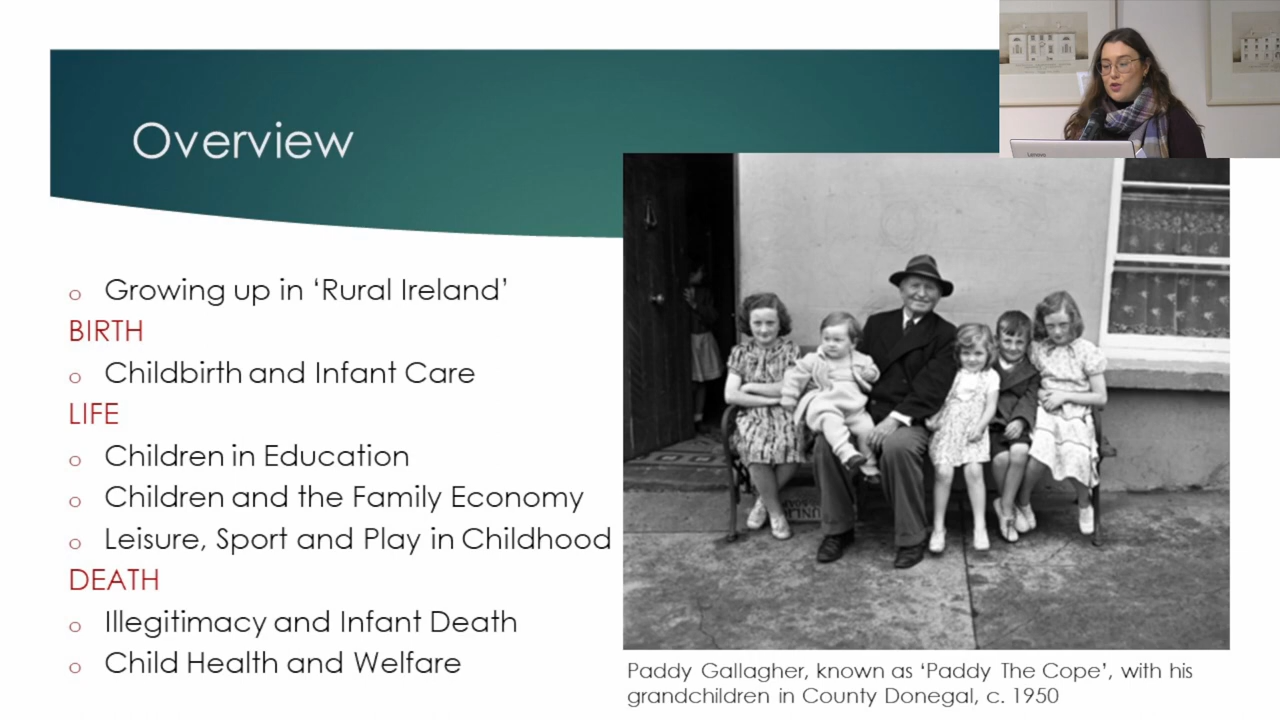 Overview
Growing up in ‘Rural Ireland’
BIRTH
Childbirth and Infant Care
LIFE
Children in Education
Children and the Family Economy
Leisure, Sport and Play in Childhood
DEATH
Illegitimacy and Infant Death
Child Health and Welfare
Paddy Gallagher, known as ‘Paddy The Cope’, with his
grandchildren in County Donegal, c. 1950
Lenovo